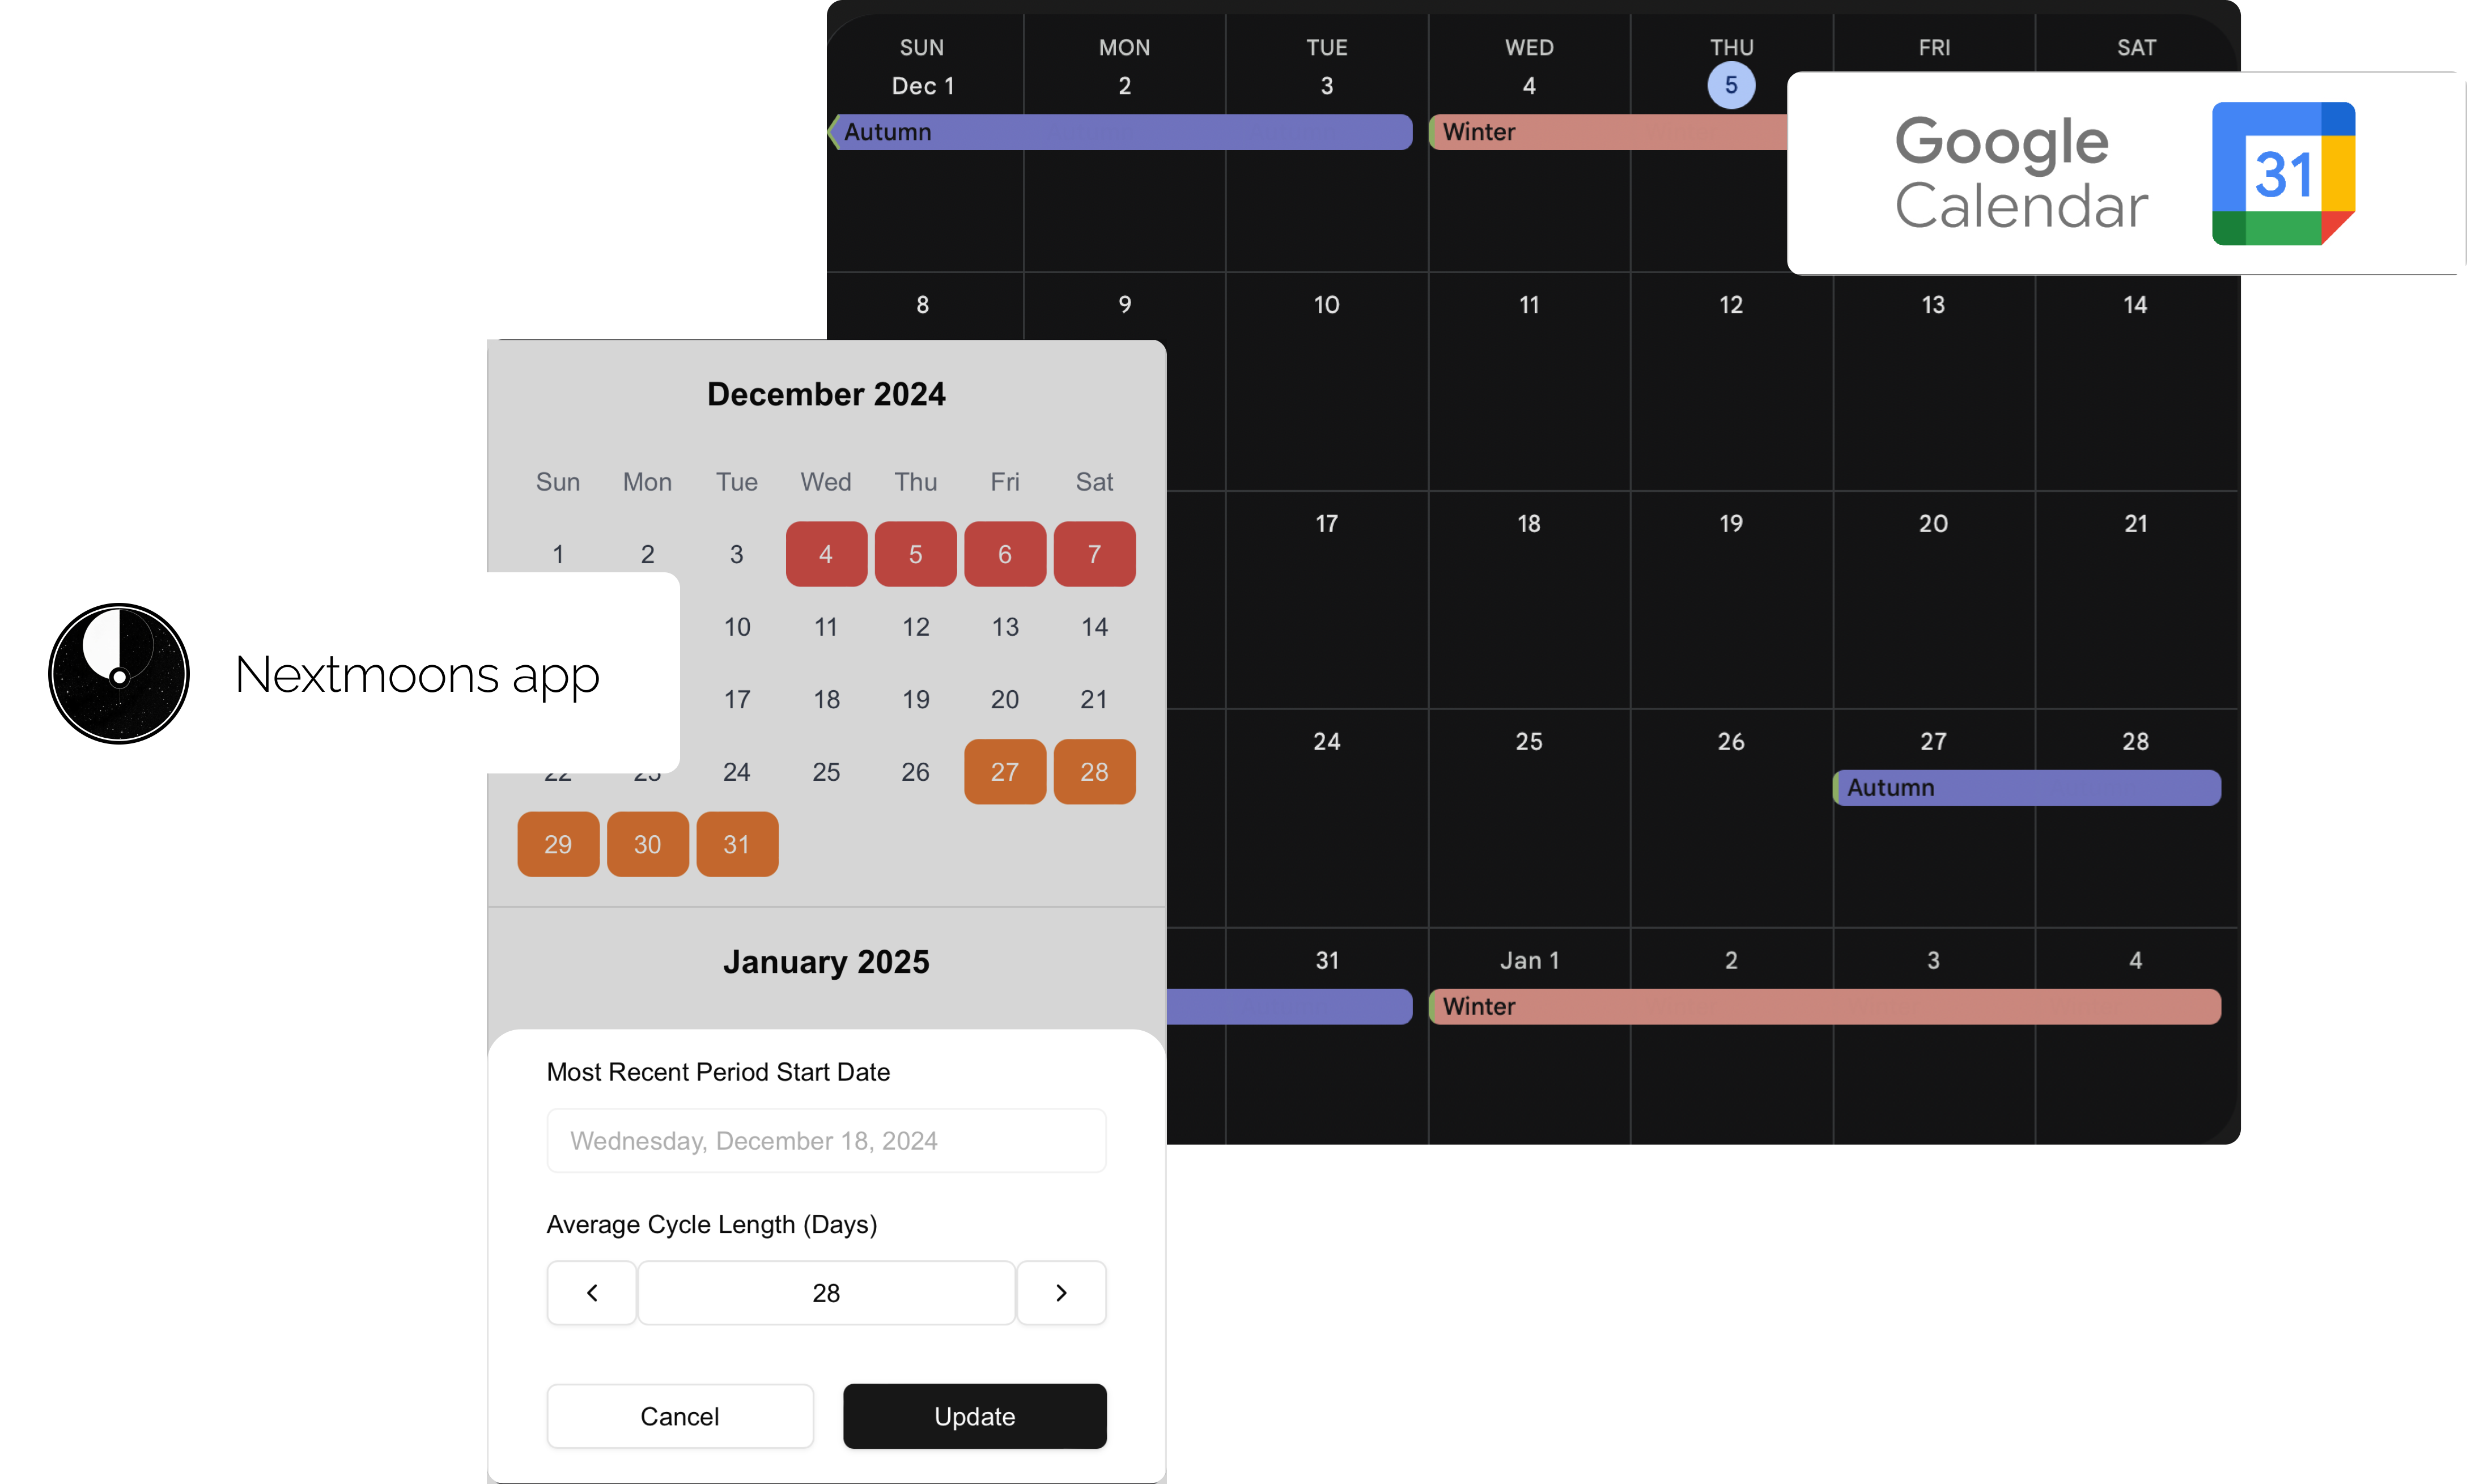 SUN MON TUE WED THU FRI SAT
Dec 1 2 3 4 5
Autumn Winter
Google
Calendar
31
8 9 10 11 12 13 14
17 18 19 20 21
24 25 26 27 28
Autumn
31 Jan 1 2 3 4
Winter
December 2024
Sun Mon Tue Wed Thu Fri Sat
1 2 3 4 5 6 7
10 11 12 13 14
17 18 19 20 21
22 23 24 25 26 27 28
29 30 31
Nextmoons app
January 2025
Most Recent Period Start Date
Wednesday, December 18, 2024
Average Cycle Length (Days)
28
Cancel Update